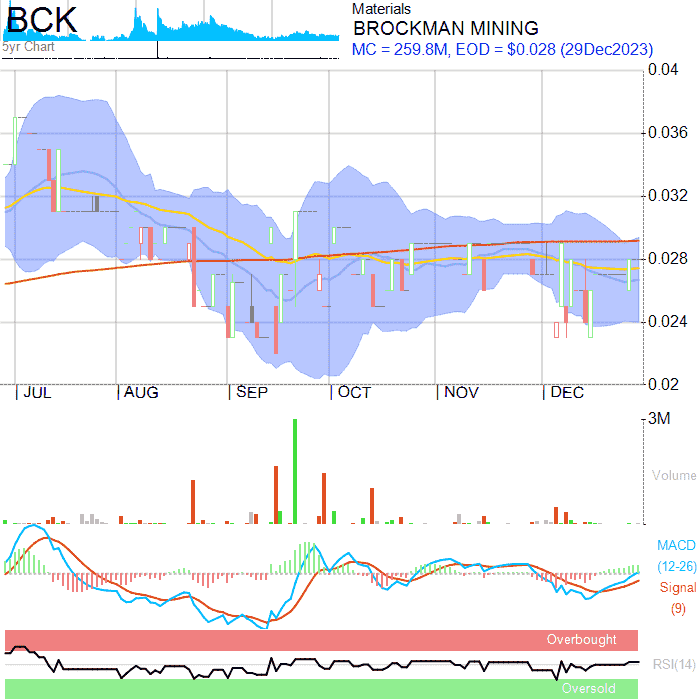 BCK
5yr Chart
Materials
BROCKMAN MINING
MC = 259.8M, EOD = $0.028 (29Dec2023)
0.04
0.036
0.032
0.028
0.024
0.02
JUL AUG SEP OCT NOV DEC
3M
Volume
MACD
(12-26)
Signal
(9)
Overbought
RSI(14)
Oversold